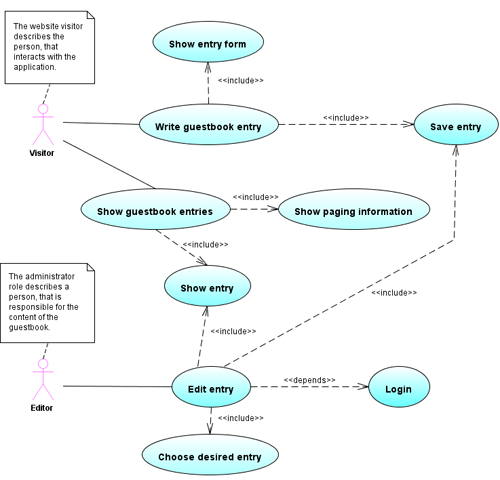 The website visitor
describes the
person, that
interacts with the
application.
Show entry form
<<include>>
Write guestbook entry
<<include>>
Save entry
Visitor
Show guestbook entries
<<include>>
Show paging information
<<include>>
Show entry
The administrator
role describes a
person, that is
responsible for the
content of the
guestbook.
<<include>>
<<include>>
Editor
Edit entry
<<depends>>
Login
<<include>>
Choose desired entry